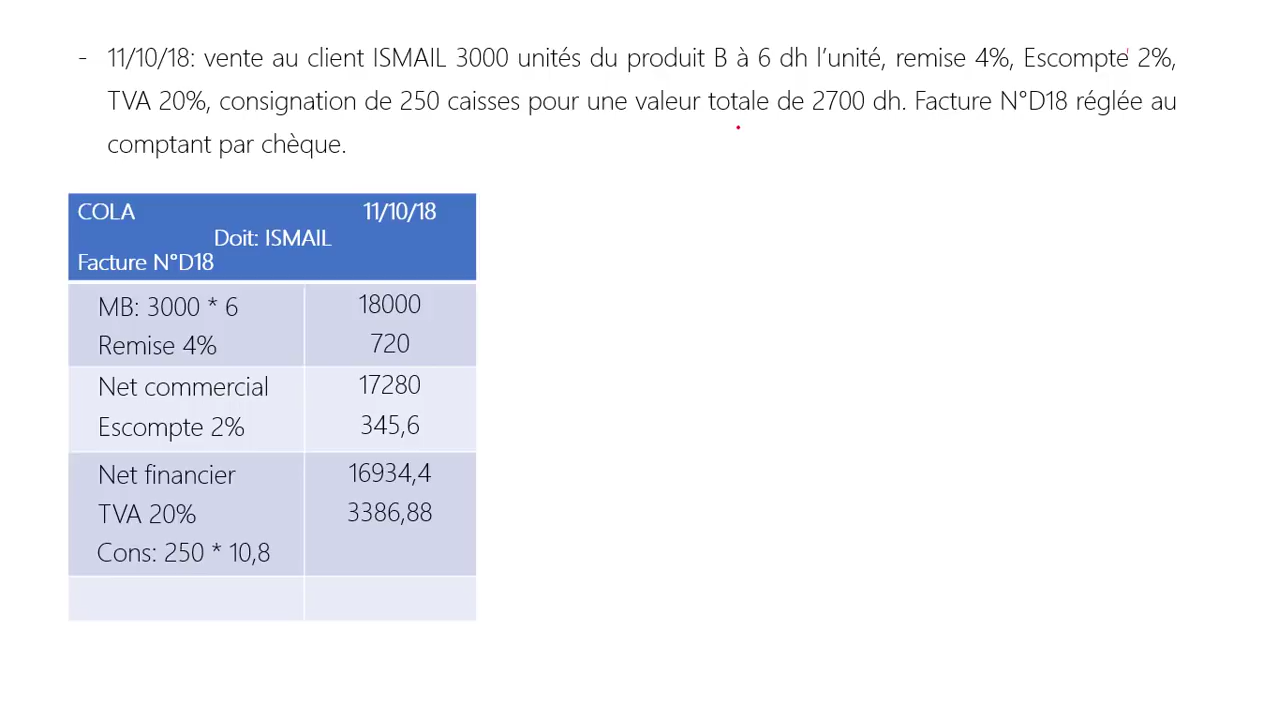 - 11/10/18: vente au client ISMAIL 3000 unités du produit B à 6 dh l’unité, remise 4%, Escompte 2%,
TVA 20%, consignation de 250 caisses pour une valeur totale de 2700 dh. Facture N°D18 réglée au
comptant par chèque.
COLA 11/10/18
Doit: ISMAIL
Facture N°D18
MB: 3000 * 6 18000
Remise 4% 720
Net commercial 17280
Escompte 2% 345,6
Net financier 16934,4
TVA 20% 3386,88
Cons: 250 * 10,8